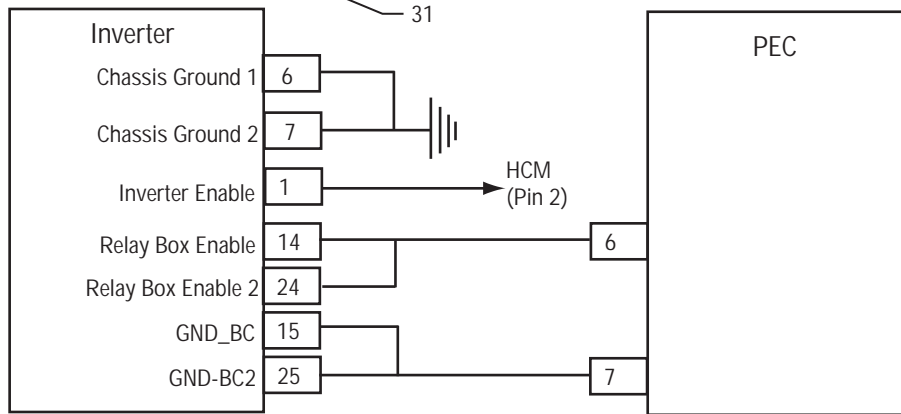 31
Inverter
PEC
Chassis Ground 1 6
Chassis Ground 2 7
Inverter Enable 1
HCM
(Pin 2)
Relay Box Enable 14
6
Relay Box Enable 2 24
GND_BC 15
GND-BC2 25
7